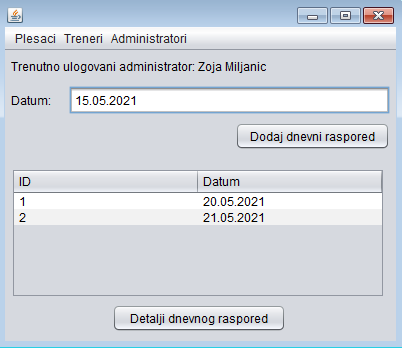 Plesaci Treneri Administratori
Trenutno ulogovani administrator: Zoja Miljanic
Datum: 15.05.2021
Dodaj dnevni raspored
ID Datum
1 20.05.2021
2 21.05.2021
Detalji dnevnog raspored